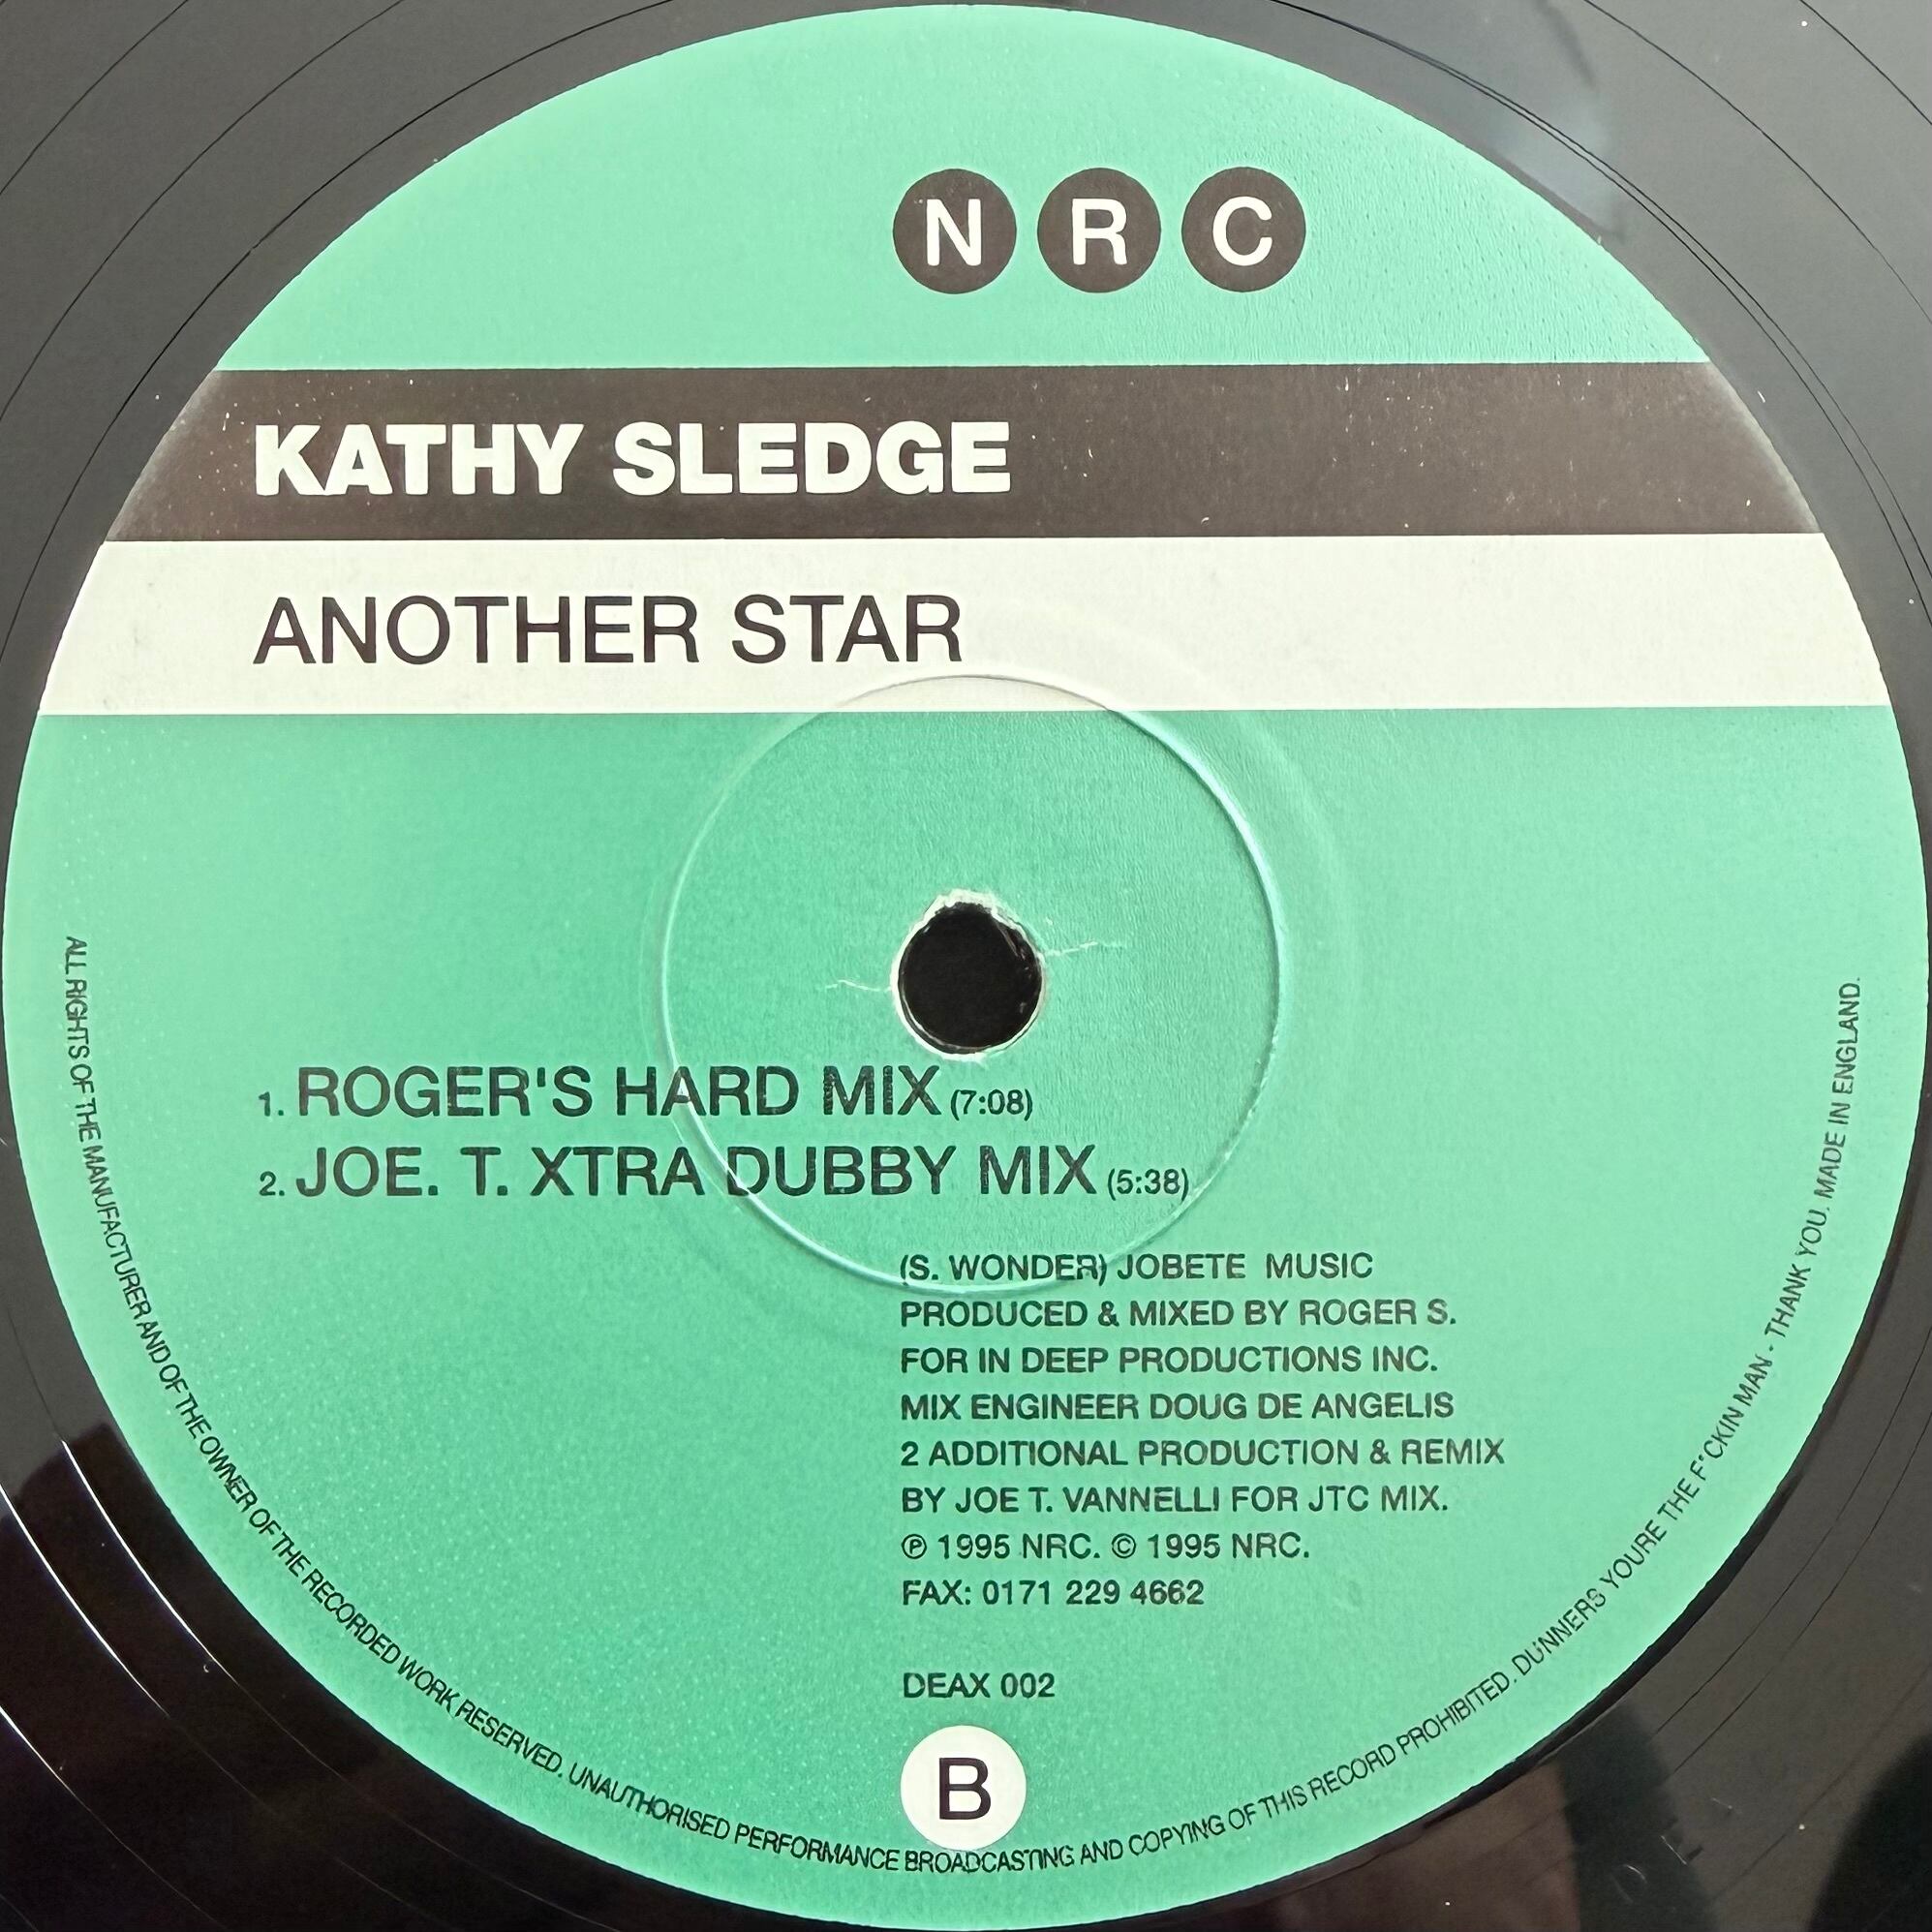 N R C
KATHY SLEDGE
ANOTHER STAR
1. ROGER'S HARD MIX (7:08)
2. JOE. T. XTRA DUBBY MIX (5:38)
(S. WONDER) JOBETE MUSIC
PRODUCED & MIXED BY ROGER S.
FOR IN DEEP PRODUCTIONS INC.
MIX ENGINEER DOUG DE ANGELIS
2 ADDITIONAL PRODUCTION & REMIX
BY JOE T. VANNELLI FOR JTC MIX.
℗ 1995 NRC. © 1995 NRC.
FAX: 0171 229 4662
DEAX 002
B
ALL RIGHTS OF THE MANUFACTURER AND OF THE OWNER OF THE RECORDED WORK RESERVED. UNAUTHORISED PERFORMANCE BROADCASTING AND COPYING OF THIS RECORD PROHIBITED. DUNNERS YOURE THE F*CKIN MAN - THANK YOU. MADE IN ENGLAND.